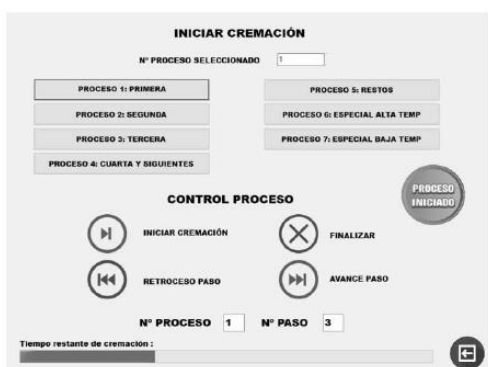 INICIAR CREMACIÓN
Nº PROCESO SELECCIONADO 1
PROCESO 1: PRIMERA
PROCESO 2: SEGUNDA
PROCESO 3: TERCERA
PROCESO 4: CUARTA Y SIGUIENTES
PROCESO 5: RESTOS
PROCESO 6: ESPECIAL ALTA TEMP
PROCESO 7: ESPECIAL BAJA TEMP
PROCESO
INICIADO
CONTROL PROCESO
INICIAR CREMACIÓN
FINALIZAR
RETROCESO PASO
AVANCE PASO
Nº PROCESO 1 Nº PASO 3
Tiempo restante de cremación :